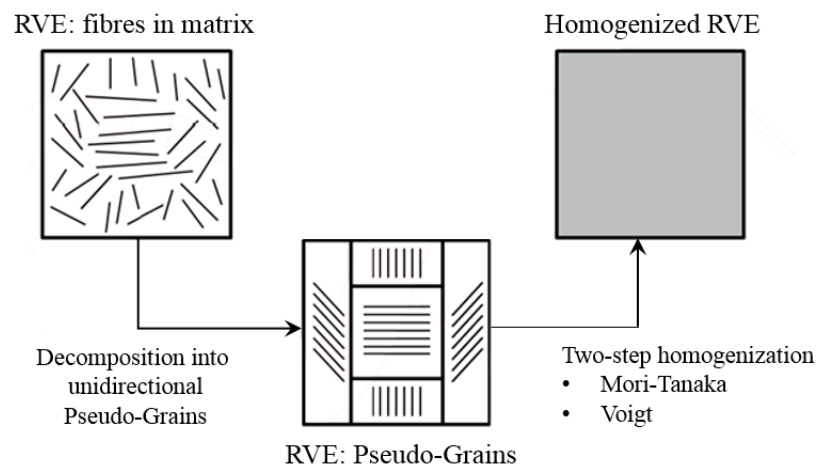 RVE: fibres in matrix
Homogenized RVE
Decomposition into
unidirectional
Pseudo-Grains
Two-step homogenization
• Mori-Tanaka
• Voigt
RVE: Pseudo-Grains